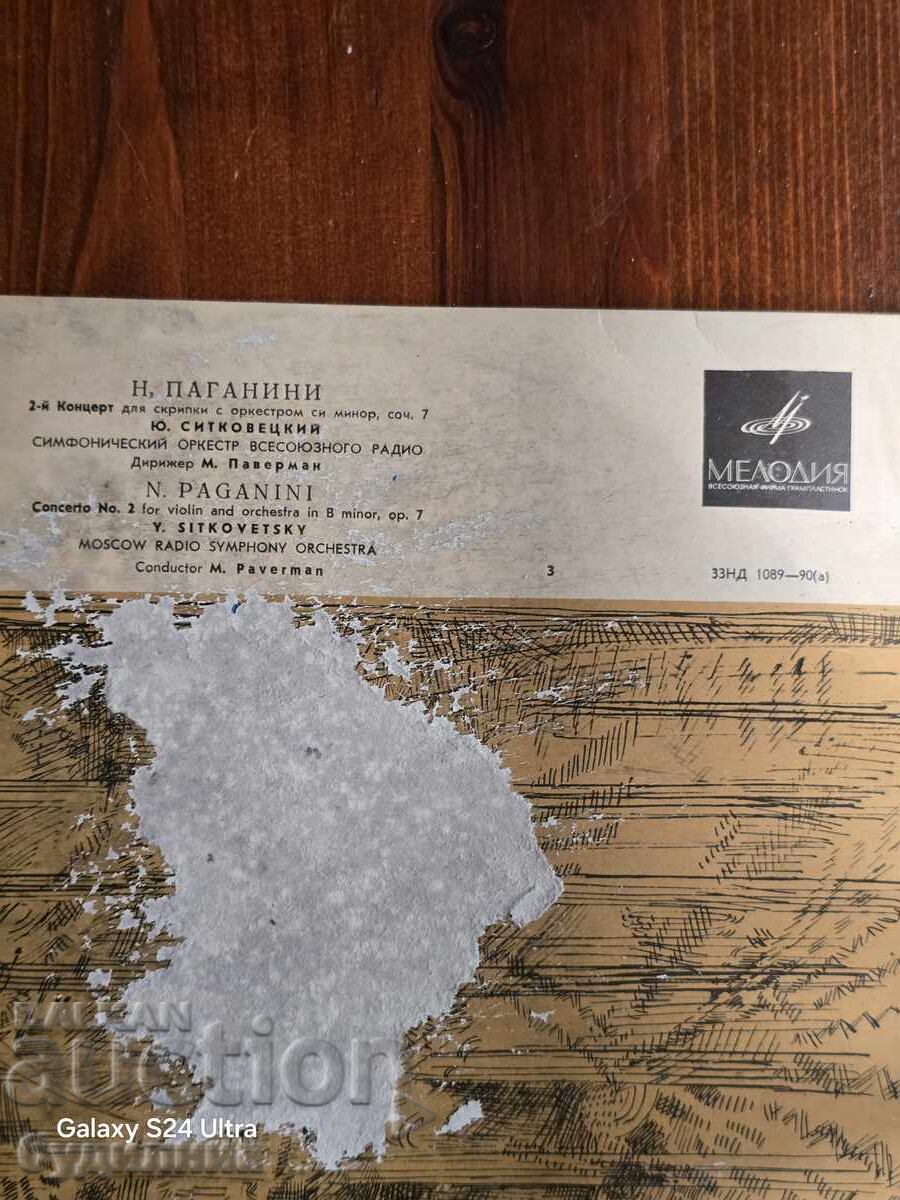 Н. ПАГАНИНИ
2-й Концерт для скрипки с оркестром си минор, соч. 7
Ю. СИТКОВЕЦКИЙ
СИМФОНИЧЕСКИЙ ОРКЕСТР ВСЕСОЮЗНОГО РАДИО
Дирижер М. Паверман
N. PAGANINI
Concerto No. 2 for violin and orchestra in B minor, op. 7
Y. SITKOVETSKY
MOSCOW RADIO SYMPHONY ORCHESTRA
Conductor M. Paverman
3
МЕЛОДИЯ
ВСЕСОЮЗНАЯ ФИРМА ГРАМПЛАСТИНОК
33НД 1089—90(а)
BALKAN
auction
Galaxy S24 Ultra